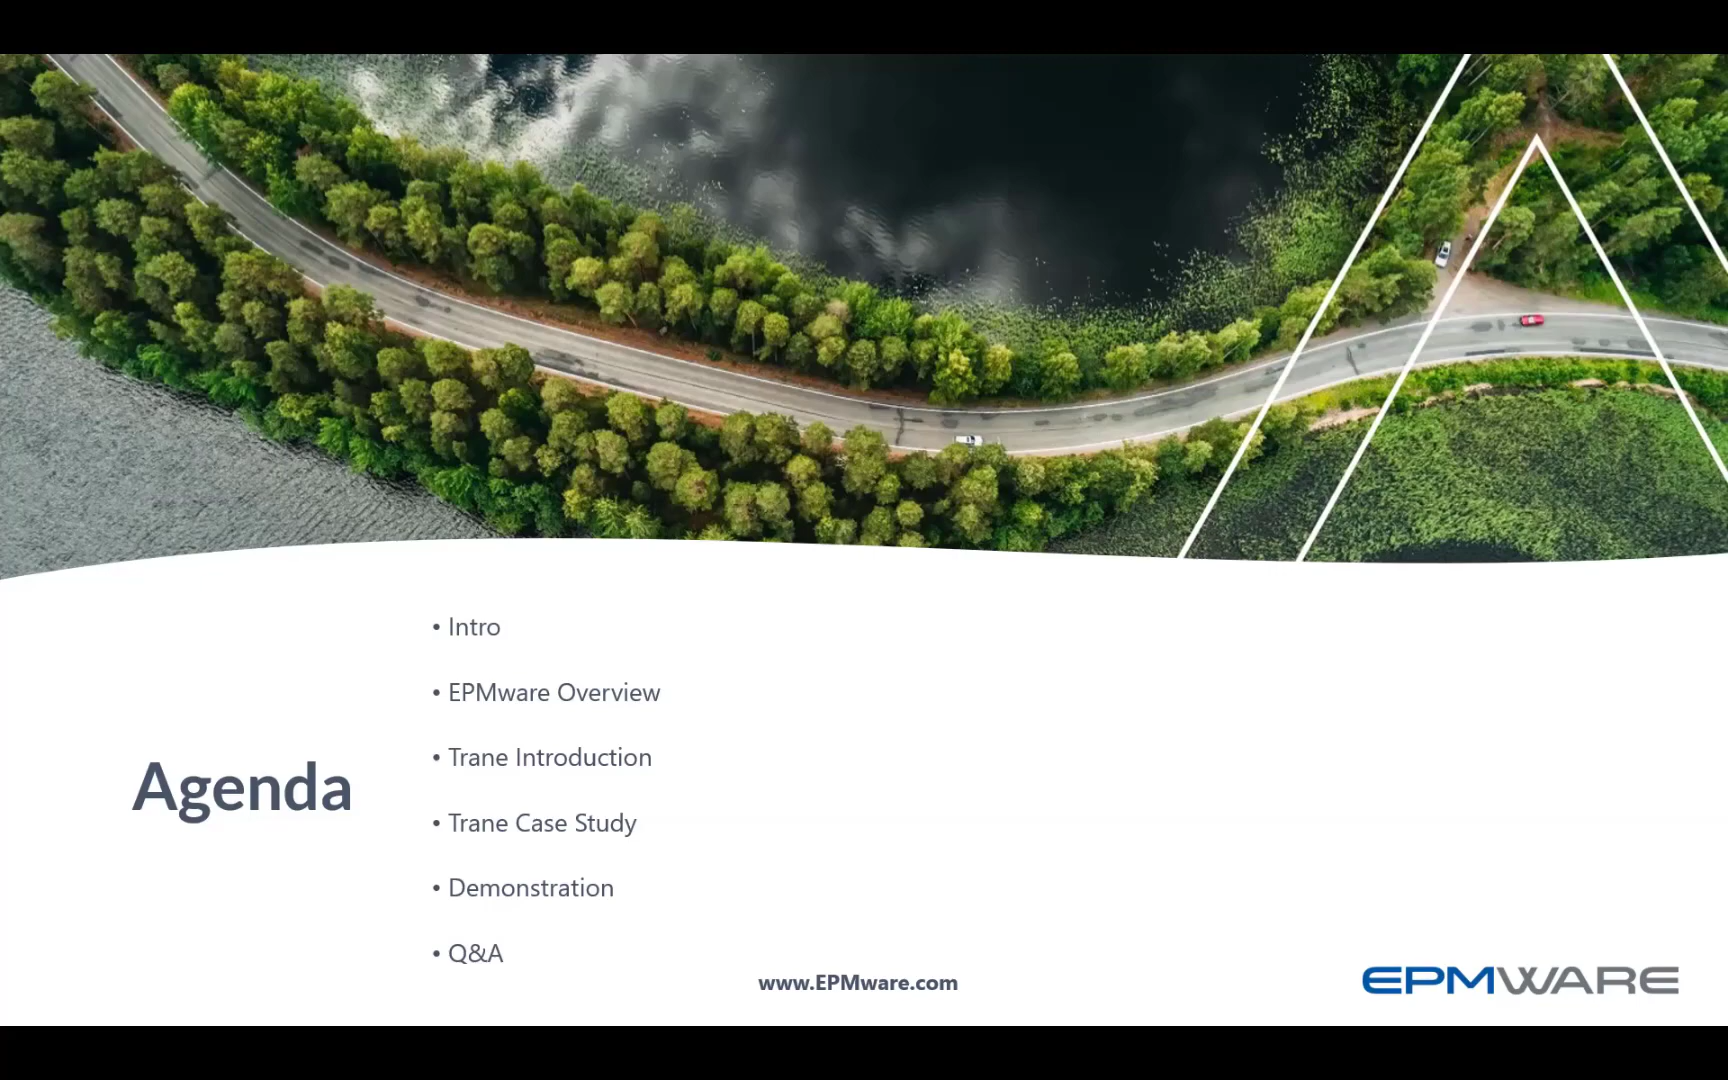 Agenda
• Intro
• EPMware Overview
• Trane Introduction
• Trane Case Study
• Demonstration
• Q&A
www.EPMware.com
EPMWARE